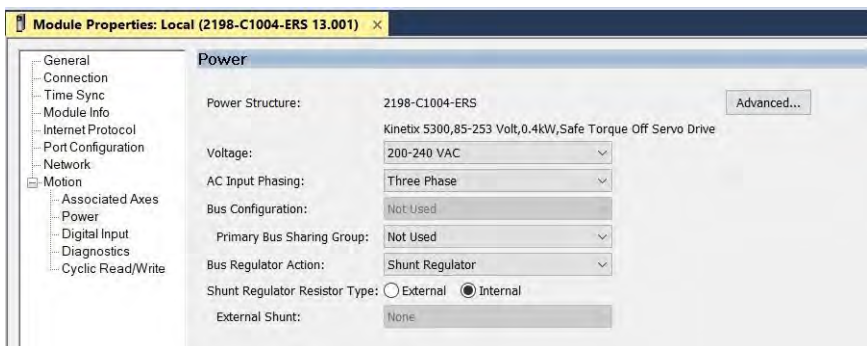 Module Properties: Local (2198-C1004-ERS 13.001) ×
General
Connection
Time Sync
Module Info
Internet Protocol
Port Configuration
Network
Motion
Associated Axes
Power
Digital Input
Diagnostics
Cyclic Read/Write
Power
Power Structure: 2198-C1004-ERS Advanced...
Kinetix 5300,85-253 Volt,0.4kW,Safe Torque Off Servo Drive
Voltage: 200-240 VAC
AC Input Phasing: Three Phase
Bus Configuration: Not Used
Primary Bus Sharing Group: Not Used
Bus Regulator Action: Shunt Regulator
Shunt Regulator Resistor Type: External Internal
External Shunt: None